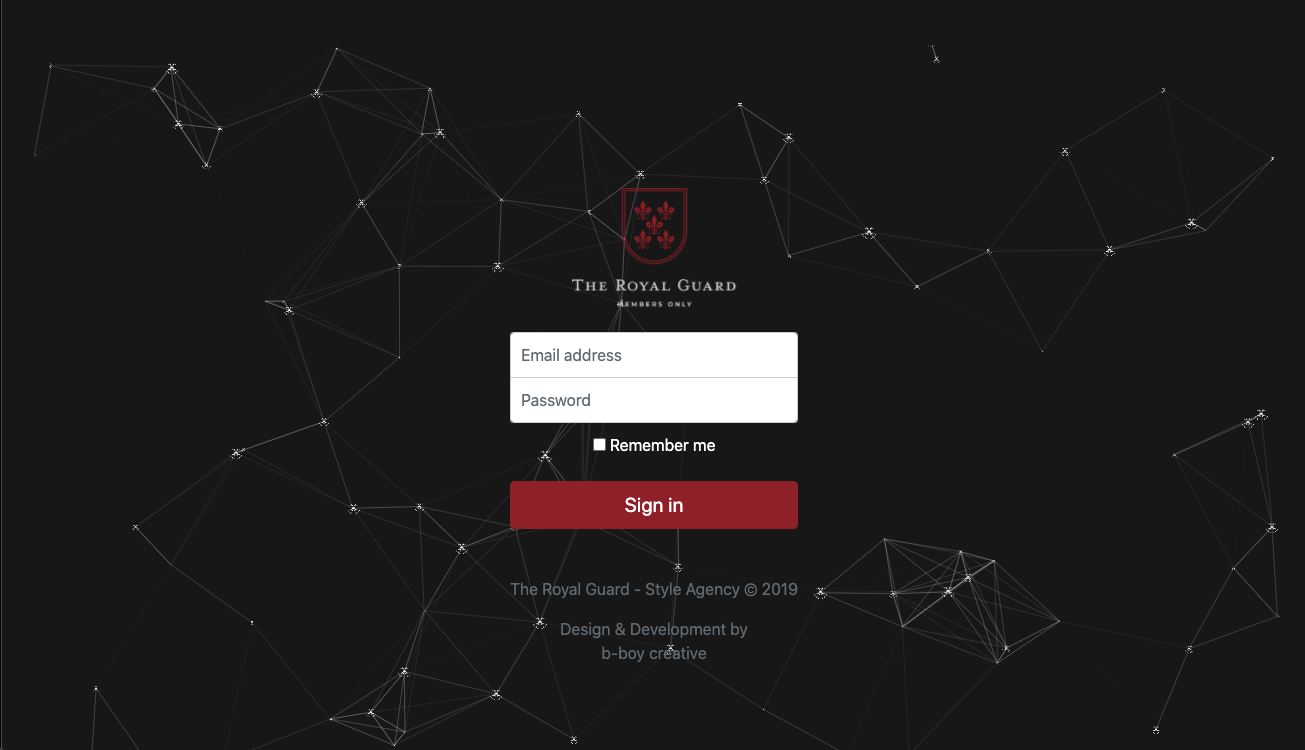 The Royal Guard
MEMBERS ONLY
Email address
Password
Remember me
Sign in
The Royal Guard - Style Agency © 2019
Design & Development by
b-boy creative